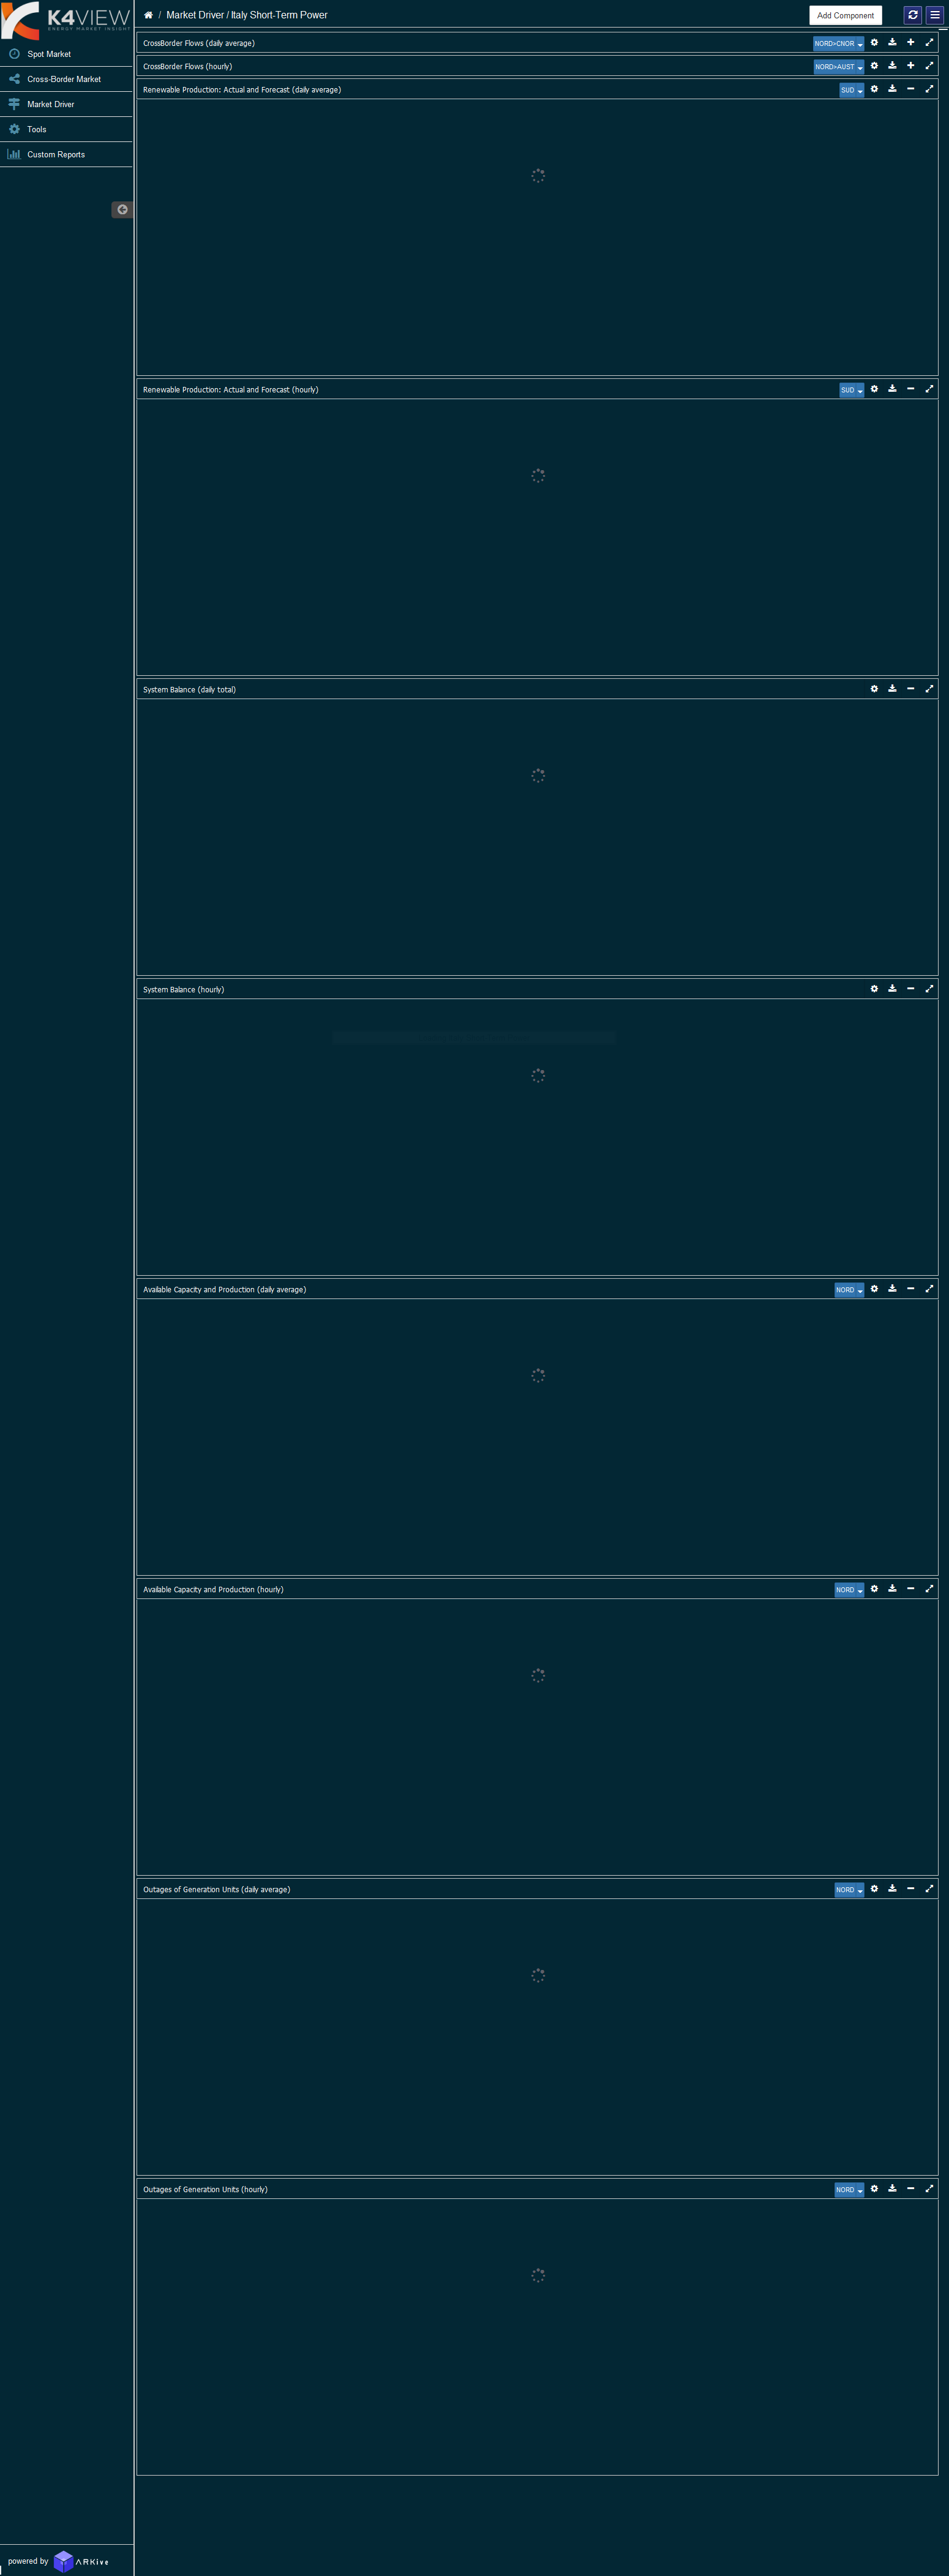 K4VIEW
ENERGY MARKET INSIGHT
Spot Market
Cross-Border Market
Market Driver
Tools
Custom Reports
/ Market Driver / Italy Short-Term Power
Add Component
CrossBorder Flows (daily average)
NORD>CNOR
CrossBorder Flows (hourly)
NORD>AUST
Renewable Production: Actual and Forecast (daily average)
SUD
Renewable Production: Actual and Forecast (hourly)
SUD
System Balance (daily total)
System Balance (hourly)
Available Capacity and Production (daily average)
NORD
Available Capacity and Production (hourly)
NORD
Outages of Generation Units (daily average)
NORD
Outages of Generation Units (hourly)
NORD
powered by ARKive